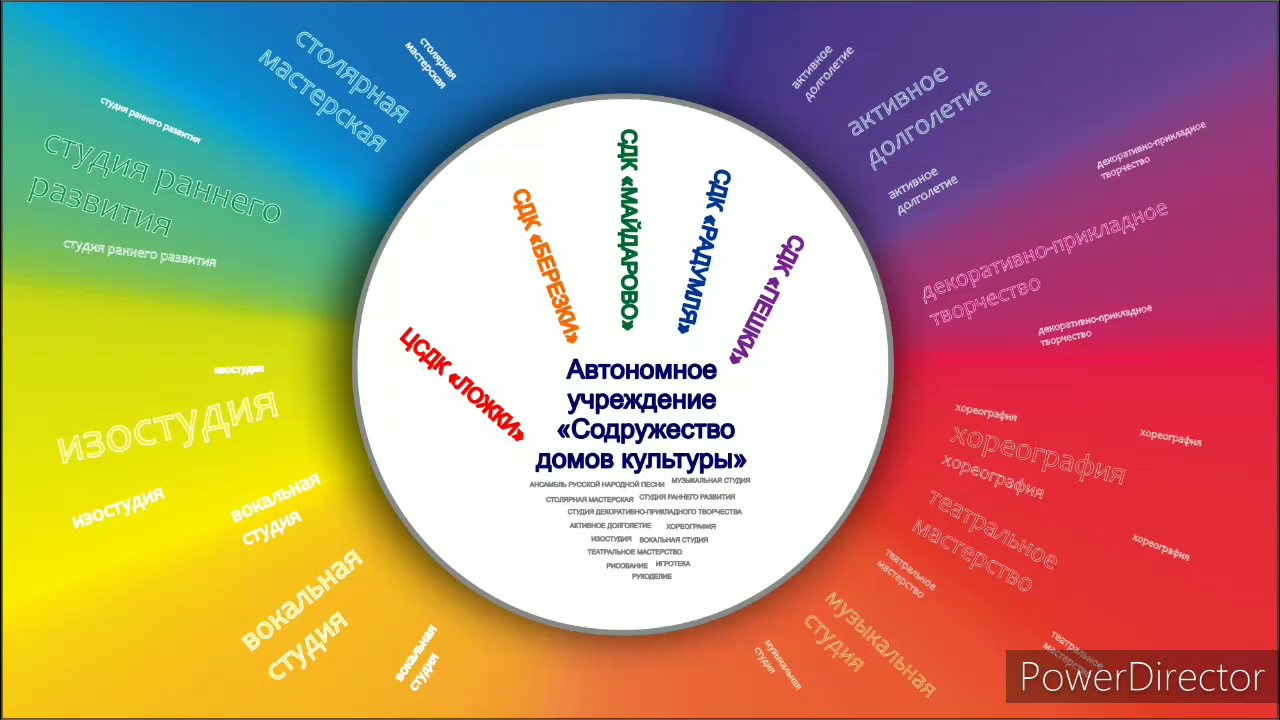 столярная
мастерская
столярная
мастерская
активное
долголетие
активное
долголетие
активное
долголетие
студия раннего развития
студия раннего
развития
студия раннего развития
декоративно-прикладное
творчество
декоративно-прикладное
творчество
декоративно-прикладное
творчество
ЦСДК «ЛОЖКИ»
СДК «БЕРЕЗКИ»
СДК «МАЙДАРОВО»
СДК «РАДУМЛЯ»
СДК «ПЕШКИ»
Автономное
учреждение
«Содружество
домов культуры»
АНСАМБЕЛЬ РУССКОЙ НАРОДНОЙ ПЕСНИ МУЗЫКАЛЬНАЯ СТУДИЯ
СТОЛЯРНАЯ МАСТЕРСКАЯ СТУДИЯ РАННЕГО РАЗВИТИЯ
СТУДИЯ ДЕКОРАТИВНО-ПРИКЛАДНОГО ТВОРЧЕСТВА
АКТИВНОЕ ДОЛГОЛЕТИЕ ХОРЕОГРАФИЯ
ИЗОСТУДИЯ ВОКАЛЬНАЯ СТУДИЯ
ТЕАТРАЛЬНОЕ МАСТЕРСТВО
РИСОВАНИЕ ИГРОТЕКА
РУКОДЕЛИЕ
изостудия
изостудия
изостудия
вокальная
студия
вокальная
студия
вокальная
студия
хореография
хореография
хореография
хореография
хореография
театральное
мастерство
театральное
мастерство
театральное
мастерство
музыкальная
студия
музыкальная
студия
PowerDirector